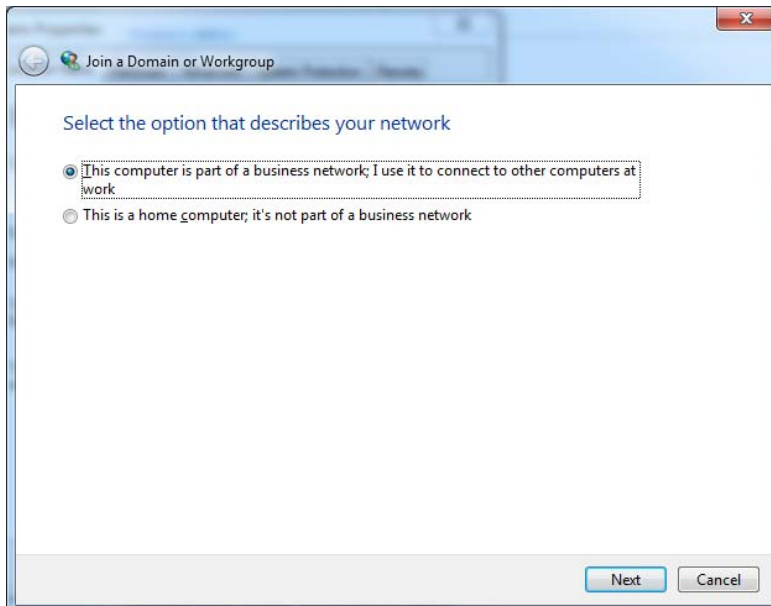 Join a Domain or Workgroup
Select the option that describes your network
This computer is part of a business network; I use it to connect to other computers at
work
This is a home computer; it's not part of a business network
Next
Cancel